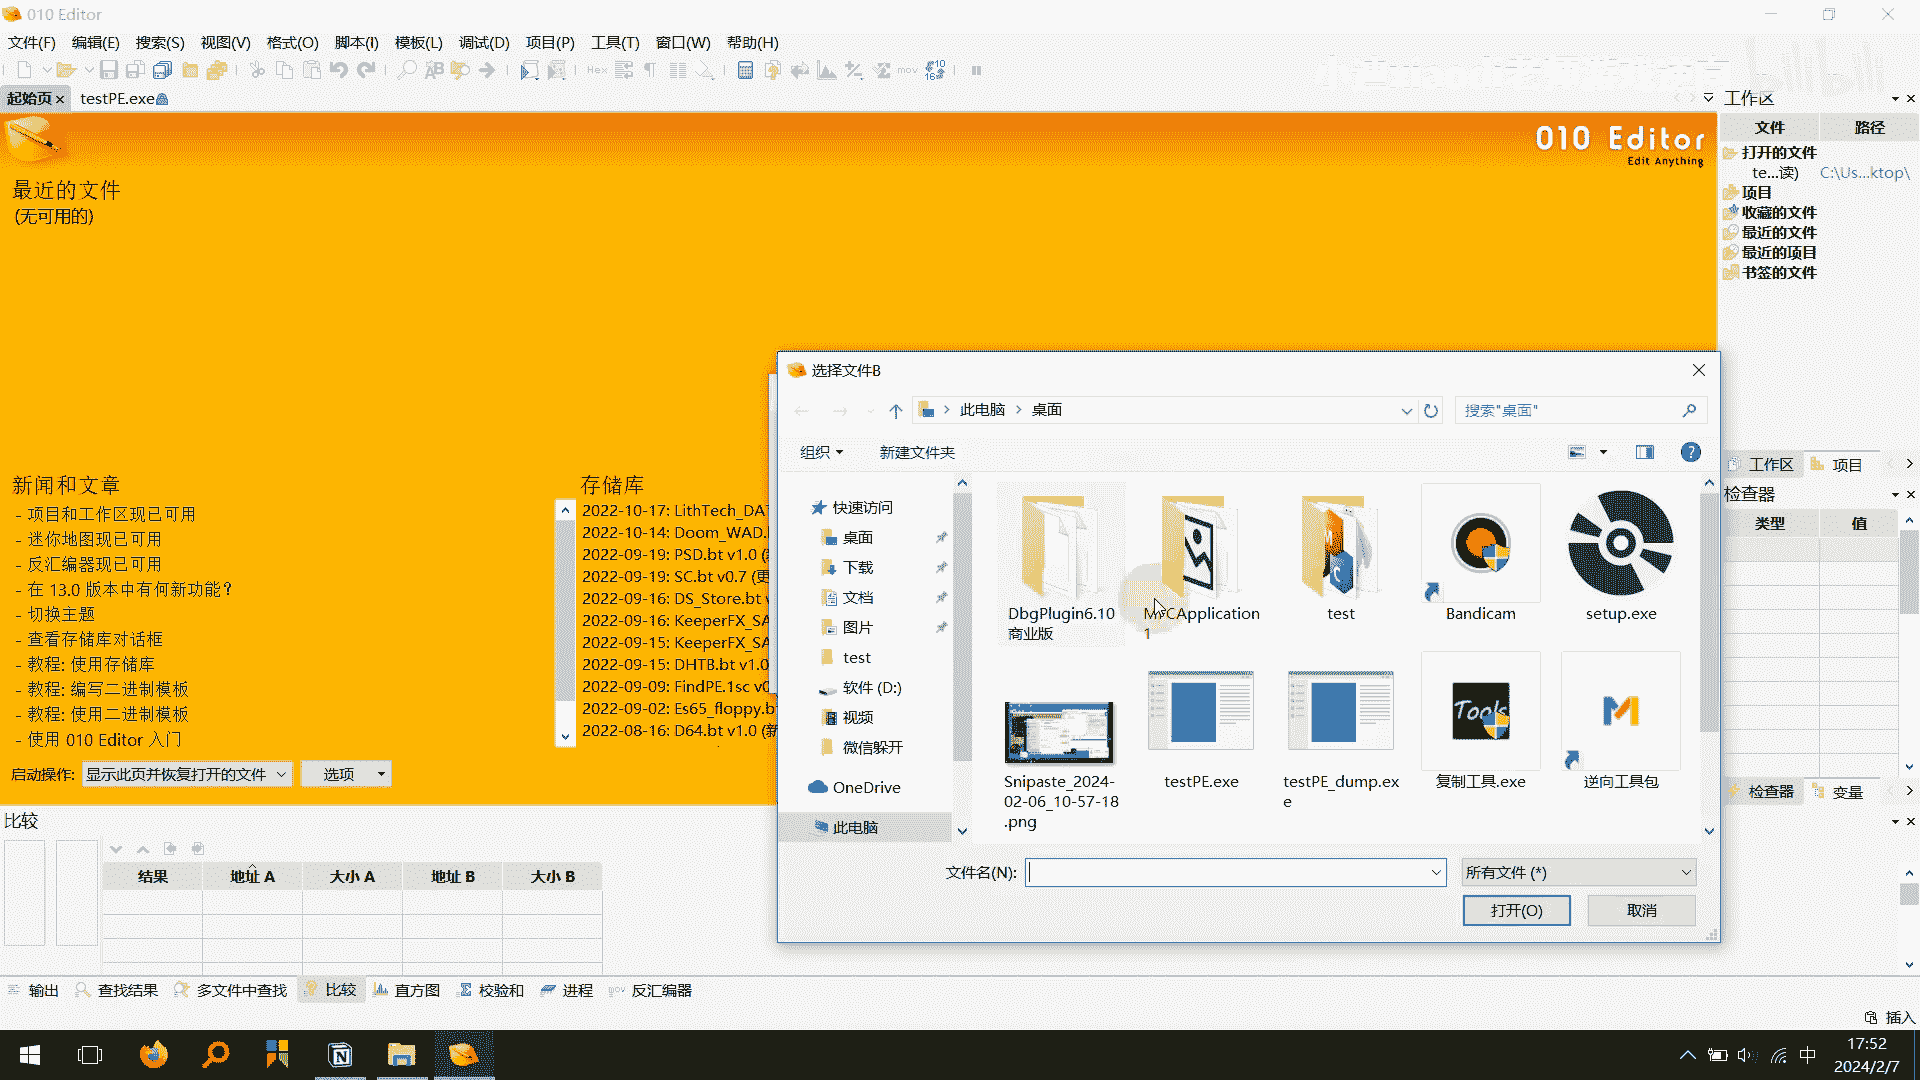 010 Editor
文件(F) 编辑(E) 搜索(S) 视图(V) 格式(O) 脚本(I) 模板(L) 调试(D) 项目(P) 工具(T) 窗口(W) 帮助(H)
Hex
mov
起始页
testPE.exe
010 Editor
Edit Anything
最近的文件
(无可用的)
新闻和文章
- 项目和工作区现已可用
- 迷你地图现已可用
- 反汇编器现已可用
- 在 13.0 版本中有何新功能?
- 切换主题
- 查看存储库对话框
- 教程: 使用存储库
- 教程: 编写二进制模板
- 教程: 使用二进制模板
- 使用 010 Editor 入门
存储库
2022-10-17: LithTech_DA
2022-10-14: Doom_WAD.
2022-09-19: PSD.bt v1.0 (
2022-09-19: SC.bt v0.7 (更
2022-09-16: DS_Store.bt v
2022-09-16: KeeperFX_SA
2022-09-15: KeeperFX_SA
2022-09-15: DHTB.bt v1.0
2022-09-09: FindPE.1sc v0
2022-09-02: Es65_floppy.b
2022-08-16: D64.bt v1.0 (新
启动操作: 显示此页并恢复打开的文件 选项
工作区
文件 路径
打开的文件
te...读) C:\Us...ktop\
项目
收藏的文件
最近的文件
最近的项目
书签的文件
工作区 项目
检查器
类型 值
检查器 变量
选择文件B
此电脑 桌面
搜索"桌面"
组织 新建文件夹
快速访问
桌面
下载
文档
图片
test
软件 (D:)
视频
微信躲开
OneDrive
此电脑
DbgPlugin6.10
商业版
MFCApplication
1
test
Bandicam
setup.exe
Snipaste_2024-
02-06_10-57-18
.png
testPE.exe
testPE_dump.ex
e
Tools
复制工具.exe
逆向工具包
文件名(N):
所有文件 (*)
打开(O) 取消
比较
结果 地址 A 大小 A 地址 B 大小 B
输出 查找结果 多文件中查找 比较 直方图 校验和 进程 反汇编器
插入
中
17:52
2024/2/7